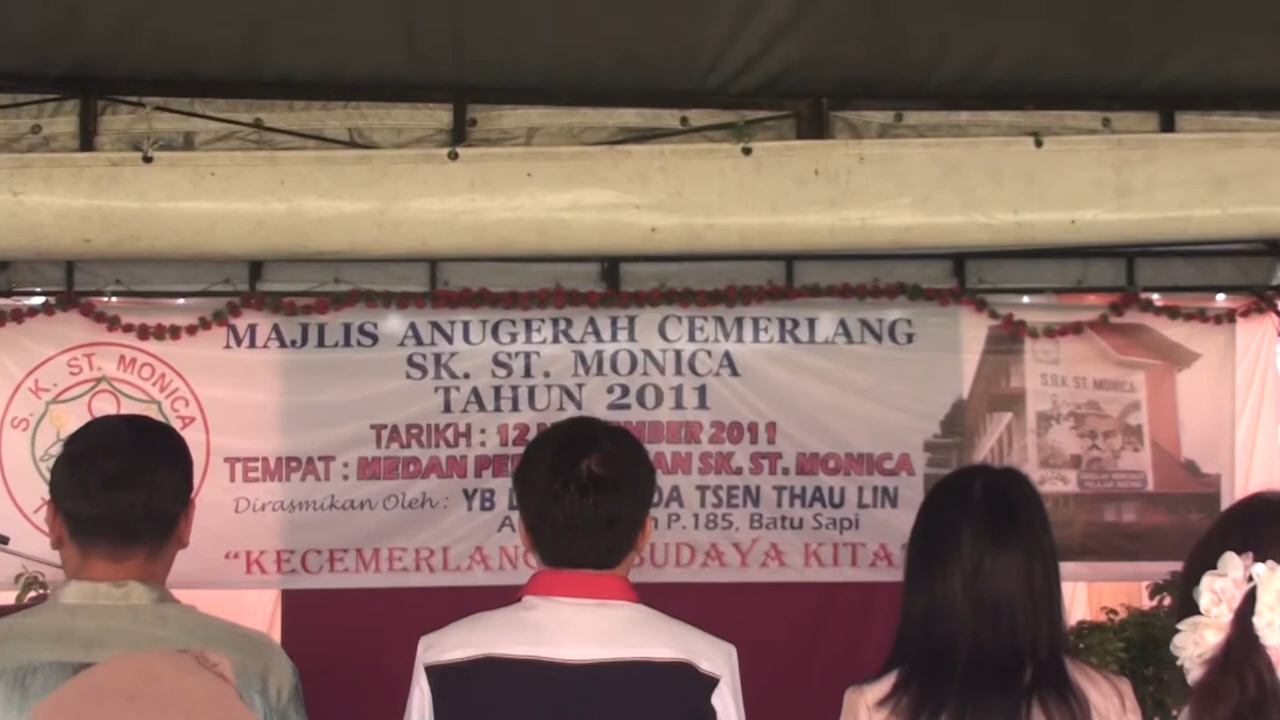 S. K. ST. MONICA
MAJLIS ANUGERAH CEMERLANG
SK. ST. MONICA
TAHUN 2011
TARIKH : 12 2011
TEMPAT : MEDAN SK. ST. MONICA
Dirasmikan Oleh : YB TSEN THAU LIN
P.185, Batu Sapi
"KECEMERLANG BUDAYA KITA"
S.R.K ST. MONICA